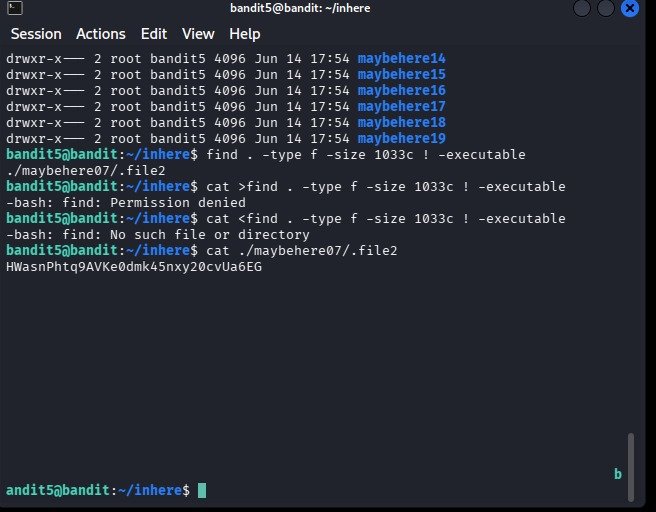 bandit5@bandit: ~/inhere
Session Actions Edit View Help
drwxr-x--- 2 root bandit5 4096 Jun 14 17:54 maybehere14
drwxr-x--- 2 root bandit5 4096 Jun 14 17:54 maybehere15
drwxr-x--- 2 root bandit5 4096 Jun 14 17:54 maybehere16
drwxr-x--- 2 root bandit5 4096 Jun 14 17:54 maybehere17
drwxr-x--- 2 root bandit5 4096 Jun 14 17:54 maybehere18
drwxr-x--- 2 root bandit5 4096 Jun 14 17:54 maybehere19
bandit5@bandit:~/inhere$ find . -type f -size 1033c ! -executable
./maybehere07/.file2
bandit5@bandit:~/inhere$ cat >find . -type f -size 1033c ! -executable
-bash: find: Permission denied
bandit5@bandit:~/inhere$ cat <find . -type f -size 1033c ! -executable
-bash: find: No such file or directory
bandit5@bandit:~/inhere$ cat ./maybehere07/.file2
HWasnPhtq9AVKe0dmk45nxy20cvUa6EG
b
andit5@bandit:~/inhere$